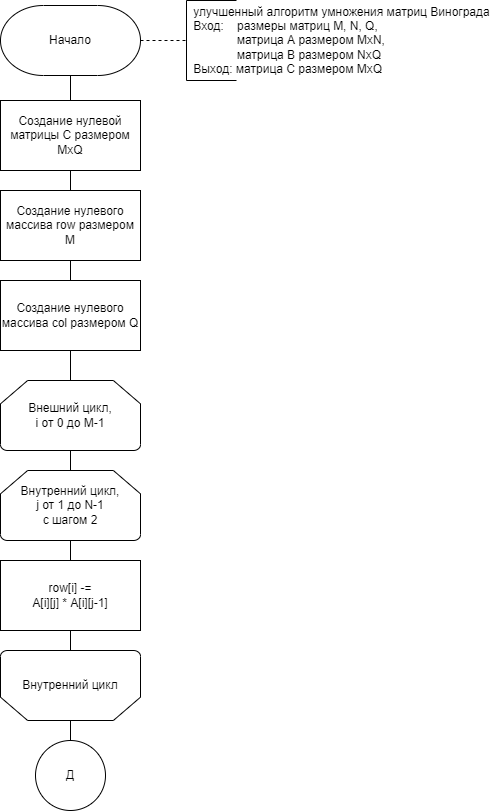 Начало
улучшенный алгоритм умножения матриц Винограда
Вход: размеры матриц M, N, Q,
матрица A размером MxN,
матрица B размером NxQ
Выход: матрица C размером MxQ
Создание нулевой
матрицы C размером
MxQ
Создание нулевого
массива row размером
M
Создание нулевого
массива col размером Q
Внешний цикл,
i от 0 до M-1
Внутренний цикл,
j от 1 до N-1
с шагом 2
row[i] -=
A[i][j] * A[i][j-1]
Внутренний цикл
Д